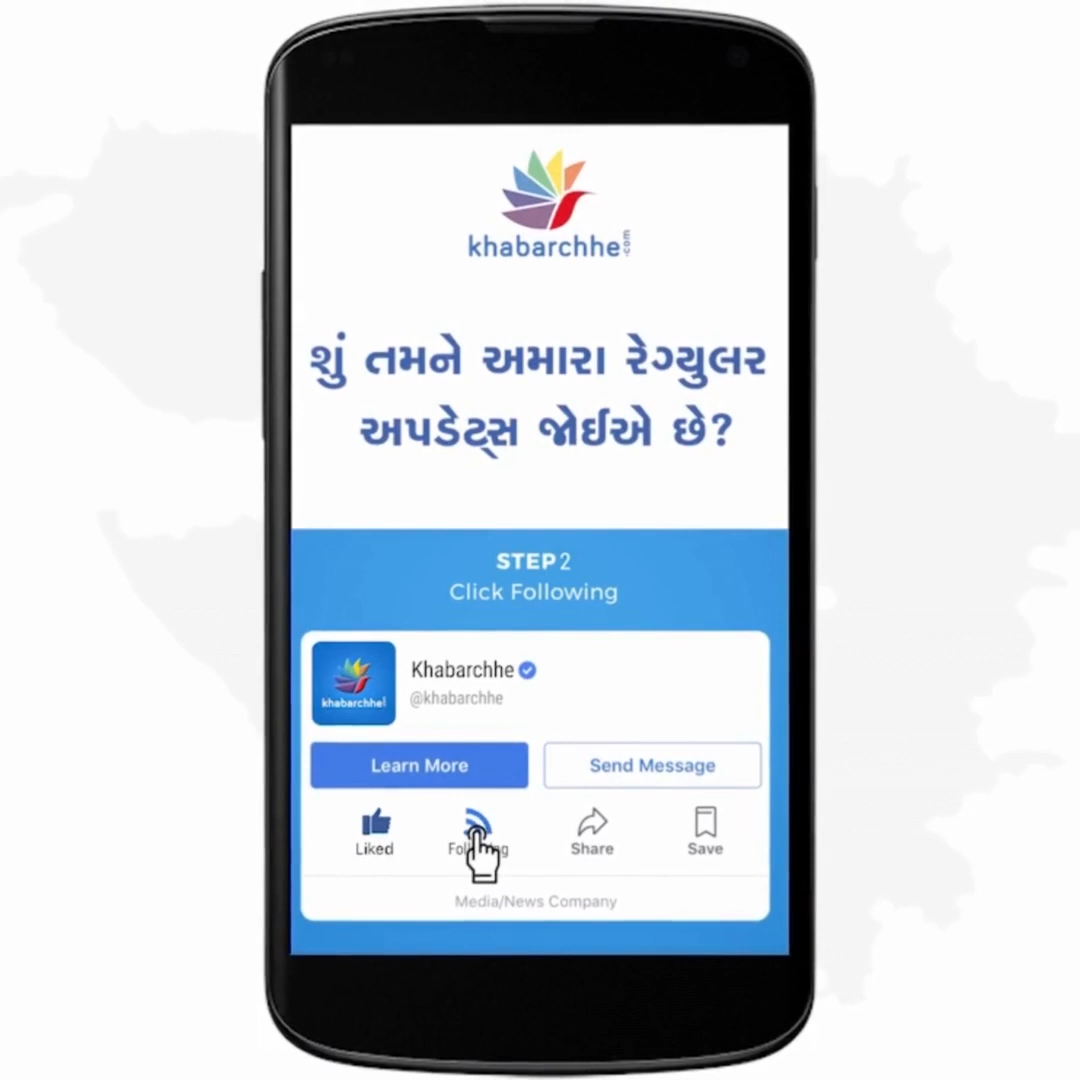 khabarchhe.com
શું તમને અમારા રેગ્યુલર
અપડેટ્સ જોઈએ છે?
STEP 2
Click Following
khabarchhe
Khabarchhe
@khabarchhe
Learn More
Send Message
Liked
Following
Share
Save
Media/News Company